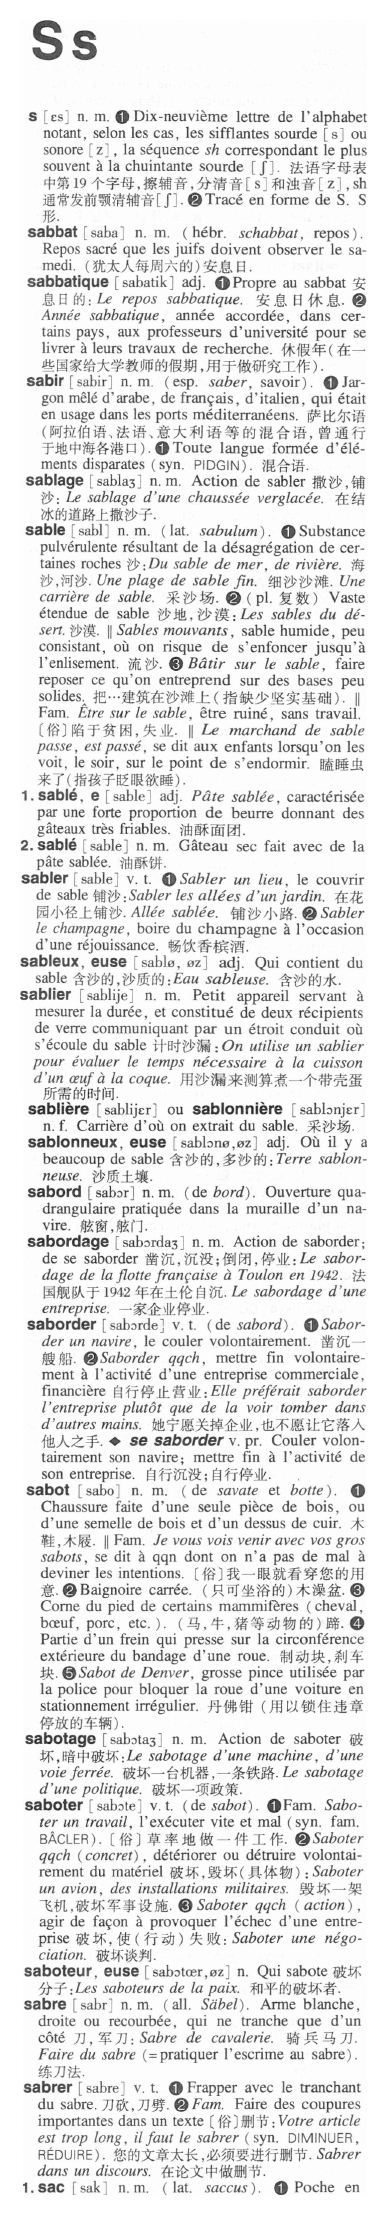 Ss
s [ɛs] n. m. ❶ Dix-neuvième lettre de l'alphabet
notant, selon les cas, les sifflantes sourde [s] ou
sonore [z], la séquence sh correspondant le plus
souvent à la chuintante sourde [ʃ]. 法语字母表
中第19个字母,擦辅音,分清音[s]和浊音[z],sh
通常发前颚清辅音[ʃ]. ❷ Tracé en forme de S. S
形.
sabbat [saba] n. m. (hébr. schabbat, repos).
Repos sacré que les juifs doivent observer le sa-
medi. (犹太人每周六的)安息日.
sabbatique [sabatik] adj. ❶ Propre au sabbat 安
息日的: Le repos sabbatique. 安息日休息. ❷
Année sabbatique, année accordée, dans cer-
tains pays, aux professeurs d'université pour se
livrer à leurs travaux de recherche. 休假年(在一
些国家给大学教师的假期,用于做研究工作).
sabir [sabir] n. m. (esp. saber, savoir). ❶ Jar-
gon mêlé d'arabe, de français, d'italien, qui était
en usage dans les ports méditerranéens. 萨比尔语
(阿拉伯语、法语、意大利语等的混合语, 曾通行
于地中海各港口). ❶ Toute langue formée d'élé-
ments disparates (syn. PIDGIN). 混合语.
sablage [sablaʒ] n. m. Action de sabler 撒沙,铺
沙: Le sablage d'une chaussée verglacée. 在结
冰的道路上撒沙子.
sable [sabl] n. m. (lat. sabulum). ❶ Substance
pulvérulente résultant de la désagrégation de cer-
taines roches 沙: Du sable de mer, de rivière. 海
沙,河沙. Une plage de sable fin. 细沙沙滩. Une
carrière de sable. 采沙场. ❷ (pl. 复数) Vaste
étendue de sable 沙地,沙漠: Les sables du dé-
sert. 沙漠. ‖ Sables mouvants, sable humide, peu
consistant, où on risque de s'enfoncer jusqu'à
l'enlisement. 流沙. ❸ Bâtir sur le sable, faire
reposer ce qu'on entreprend sur des bases peu
solides. 把…建筑在沙滩上(指缺少坚实基础). ‖
Fam. Être sur le sable, être ruiné, sans travail.
〔俗〕陷于贫困,失业. ‖ Le marchand de sable
passe, est passé, se dit aux enfants lorsqu'on les
voit, le soir, sur le point de s'endormir. 瞌睡虫
来了(指孩子眨眼欲睡).
1. sablé, e [sable] adj. Pâte sablée, caractérisée
par une forte proportion de beurre donnant des
gâteaux très friables. 油酥面团.
2. sablé [sable] n. m. Gâteau sec fait avec de la
pâte sablée. 油酥饼.
sabler [sable] v. t. ❶ Sabler un lieu, le couvrir
de sable 铺沙: Sabler les allées d'un jardin. 在花
园小径上铺沙. Allée sablée. 铺沙小路. ❷ Sabler
le champagne, boire du champagne à l'occasion
d'une réjouissance. 畅饮香槟酒.
sableux, euse [sablø, øz] adj. Qui contient du
sable 含沙的,沙质的: Eau sableuse. 含沙的水.
sablier [sablije] n. m. Petit appareil servant à
mesurer la durée, et constitué de deux récipients
de verre communiquant par un étroit conduit où
s'écoule du sable 计时沙漏: On utilise un sablier
pour évaluer le temps nécessaire à la cuisson
d'un œuf à la coque. 用沙漏来测算煮一个带壳蛋
所需的时间.
sablière [sablijɛr] ou sablonnière [sablɔnjɛr]
n. f. Carrière d'où on extrait du sable. 采沙场.
sablonneux, euse [sablɔnø,øz] adj. Où il y a
beaucoup de sable 含沙的,多沙的: Terre sablon-
neuse. 沙质土壤.
sabord [sabɔr] n. m. (de bord). Ouverture qua-
drangulaire pratiquée dans la muraille d'un na-
vire. 舷窗,舷门.
sabordage [sabɔrdaʒ] n. m. Action de saborder;
de se saborder 凿沉,沉没;倒闭,停业: Le sabor-
dage de la flotte française à Toulon en 1942. 法
国舰队于1942年在土伦自沉. Le sabordage d'une
entreprise. 一家企业停业.
saborder [sabɔrde] v. t. (de sabord). ❶ Sabor-
der un navire, le couler volontairement. 凿沉一
艘船. ❷ Saborder qqch, mettre fin volontaire-
ment à l'activité d'une entreprise commerciale,
financière 自行停止营业: Elle préférait saborder
l'entreprise plutôt que de la voir tomber dans
d'autres mains. 她宁愿关掉企业,也不愿让它落入
他人之手. ◆ se saborder v. pr. Couler volon-
tairement son navire; mettre fin à l'activité de
son entreprise. 自行沉没;自行停业.
sabot [sabo] n. m. (de savate et botte). ❶
Chaussure faite d'une seule pièce de bois, ou
d'une semelle de bois et d'un dessus de cuir. 木
鞋,木屐. ‖ Fam. Je vous vois venir avec vos gros
sabots, se dit à qqn dont on n'a pas de mal à
deviner les intentions. 〔俗〕我一眼就看穿您的用
意. ❷ Baignoire carrée. (只可坐浴的)木澡盆. ❸
Corne du pied de certains mammifères (cheval,
bœuf, porc, etc.). (马,牛,猪等动物的)蹄. ❹
Partie d'un frein qui presse sur la circonférence
extérieure du bandage d'une roue. 制动块,刹车
块. ❺ Sabot de Denver, grosse pince utilisée par
la police pour bloquer la roue d'une voiture en
stationnement irrégulier. 丹佛钳(用以锁住违章
停放的车辆).
sabotage [sabɔtaʒ] n. m. Action de saboter 破
坏,暗中破坏: Le sabotage d'une machine, d'une
voie ferrée. 破坏一台机器,一条铁路. Le sabotage
d'une politique. 破坏一项政策.
saboter [sabɔte] v. t. (de sabot). ❶ Fam. Sabo-
ter un travail, l'exécuter vite et mal (syn. fam.
BÂCLER). 〔俗〕草率地做一件工作. ❷ Saboter
qqch (concret), détériorer ou détruire volontai-
rement du matériel 破坏,毁坏(具体物): Saboter
un avion, des installations militaires. 毁坏一架
飞机,破坏军事设施. ❸ Saboter qqch (action),
agir de façon à provoquer l'échec d'une entre-
prise 破坏,使(行动)失败: Saboter une négo-
ciation. 破坏谈判.
saboteur, euse [sabɔtœr,øz] n. Qui sabote 破坏
分子: Les saboteurs de la paix. 和平的破坏者.
sabre [sabr] n. m. (all. Säbel). Arme blanche,
droite ou recourbée, qui ne tranche que d'un
côté 刀,军刀: Sabre de cavalerie. 骑兵马刀.
Faire du sabre (=pratiquer l'escrime au sabre).
练刀法.
sabrer [sabre] v. t. ❶ Frapper avec le tranchant
du sabre. 刀砍,刀劈. ❷ Fam. Faire des coupures
importantes dans un texte 〔俗〕删节: Votre article
est trop long, il faut le sabrer (syn. DIMINUER,
RÉDUIRE). 您的文章太长,必须要进行删节. Sabrer
dans un discours. 在论文中做删节.
1. sac [sak] n. m. (lat. saccus). ❶ Poche en